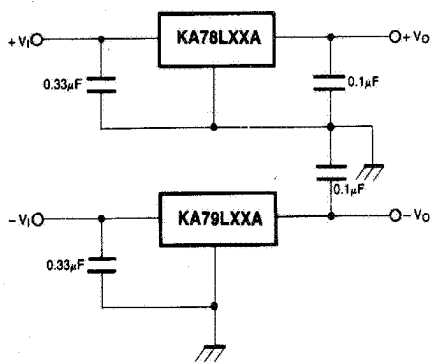 +VI
KA78LXXA
+VO
0.33μF
0.1μF
0.1μF
-VI
KA79LXXA
-VO
0.33μF